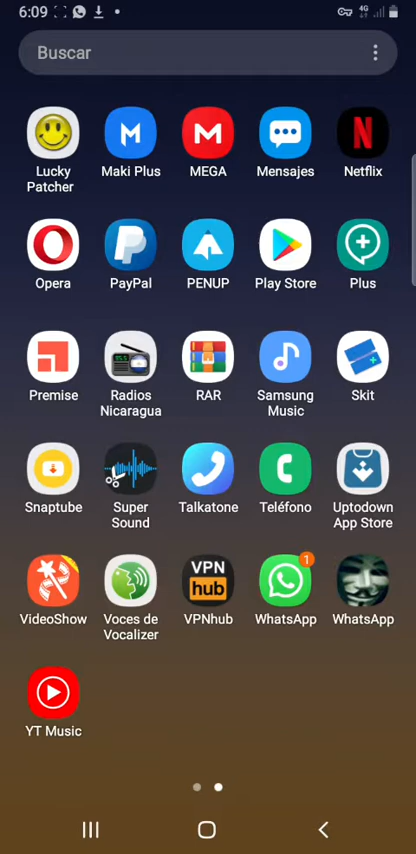 6:09
4G
Buscar
Lucky Patcher
Maki Plus
MEGA
Mensajes
Netflix
Opera
PayPal
PENUP
Play Store
Plus
Premise
Radios Nicaragua
RAR
Samsung Music
Skit
Snaptube
Super Sound
Talkatone
Teléfono
Uptodown App Store
VPN
hub
1
VideoShow
Voces de Vocalizer
VPNhub
WhatsApp
WhatsApp
YT Music